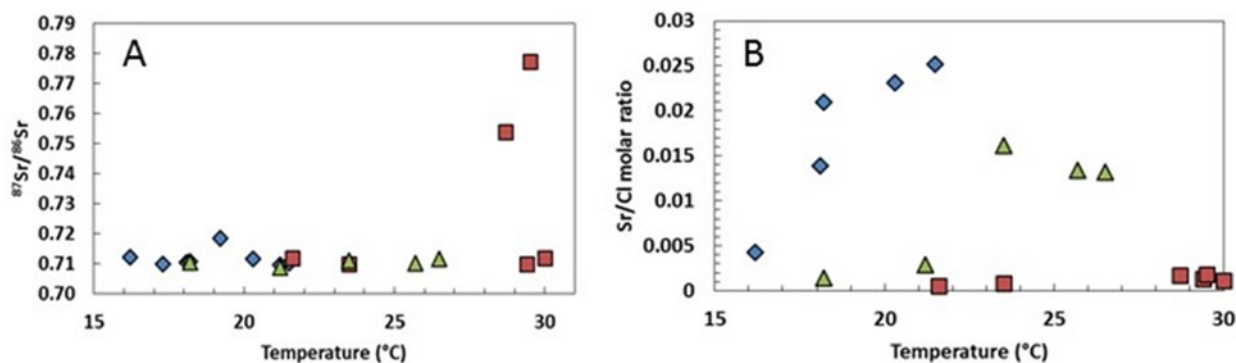 A
0.79
0.78
0.77
0.76
0.75
0.74
0.73
0.72
0.71
0.70
⁸⁷Sr/⁸⁶Sr
15 20 25 30
Temperature (°C)
B
0.03
0.025
0.02
0.015
0.01
0.005
0
Sr/Cl molar ratio
15 20 25 30
Temperature (°C)